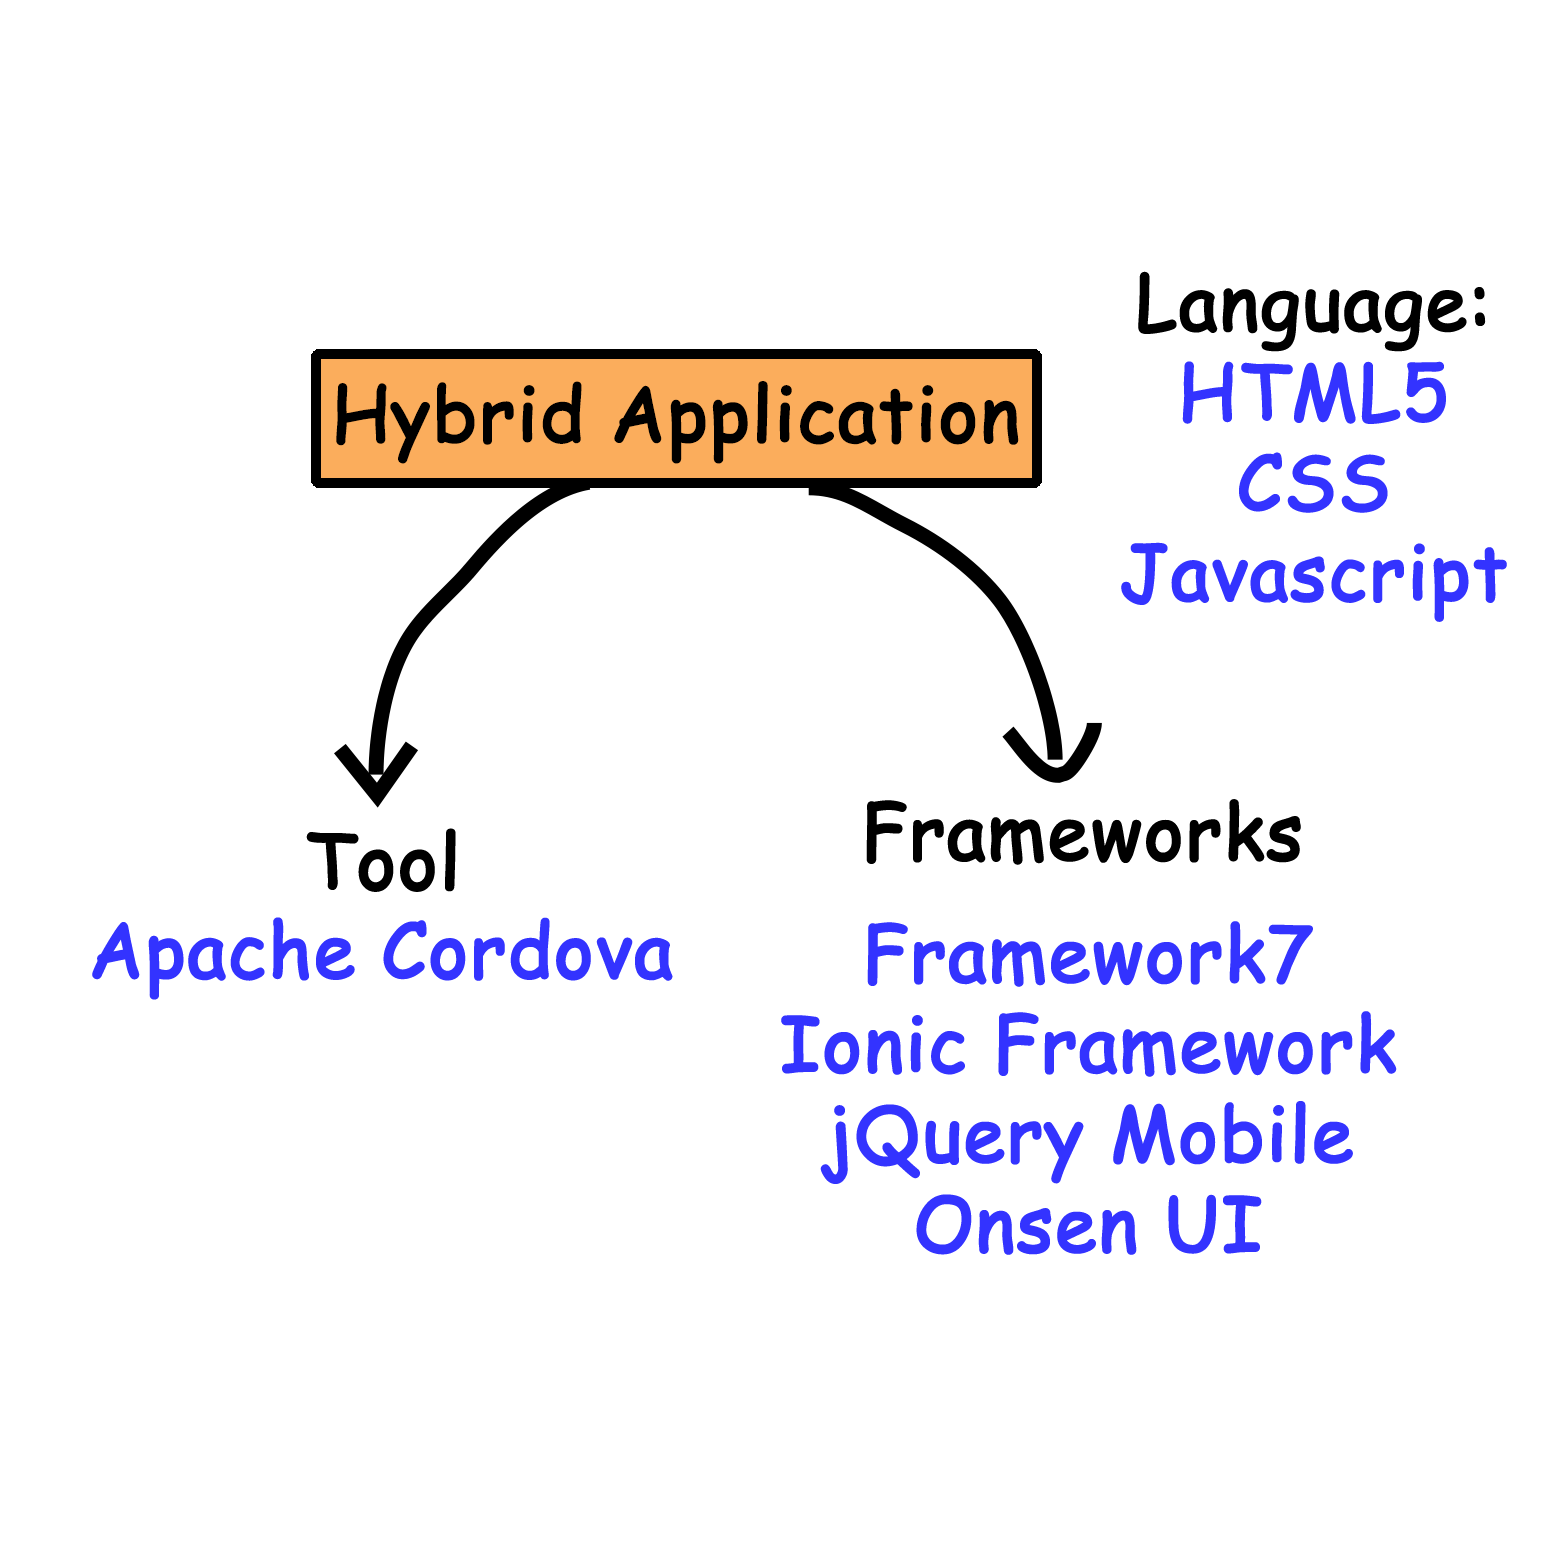 Hybrid Application
Language:
HTML5
CSS
Javascript
Tool
Apache Cordova
Frameworks
Framework7
Ionic Framework
jQuery Mobile
Onsen UI